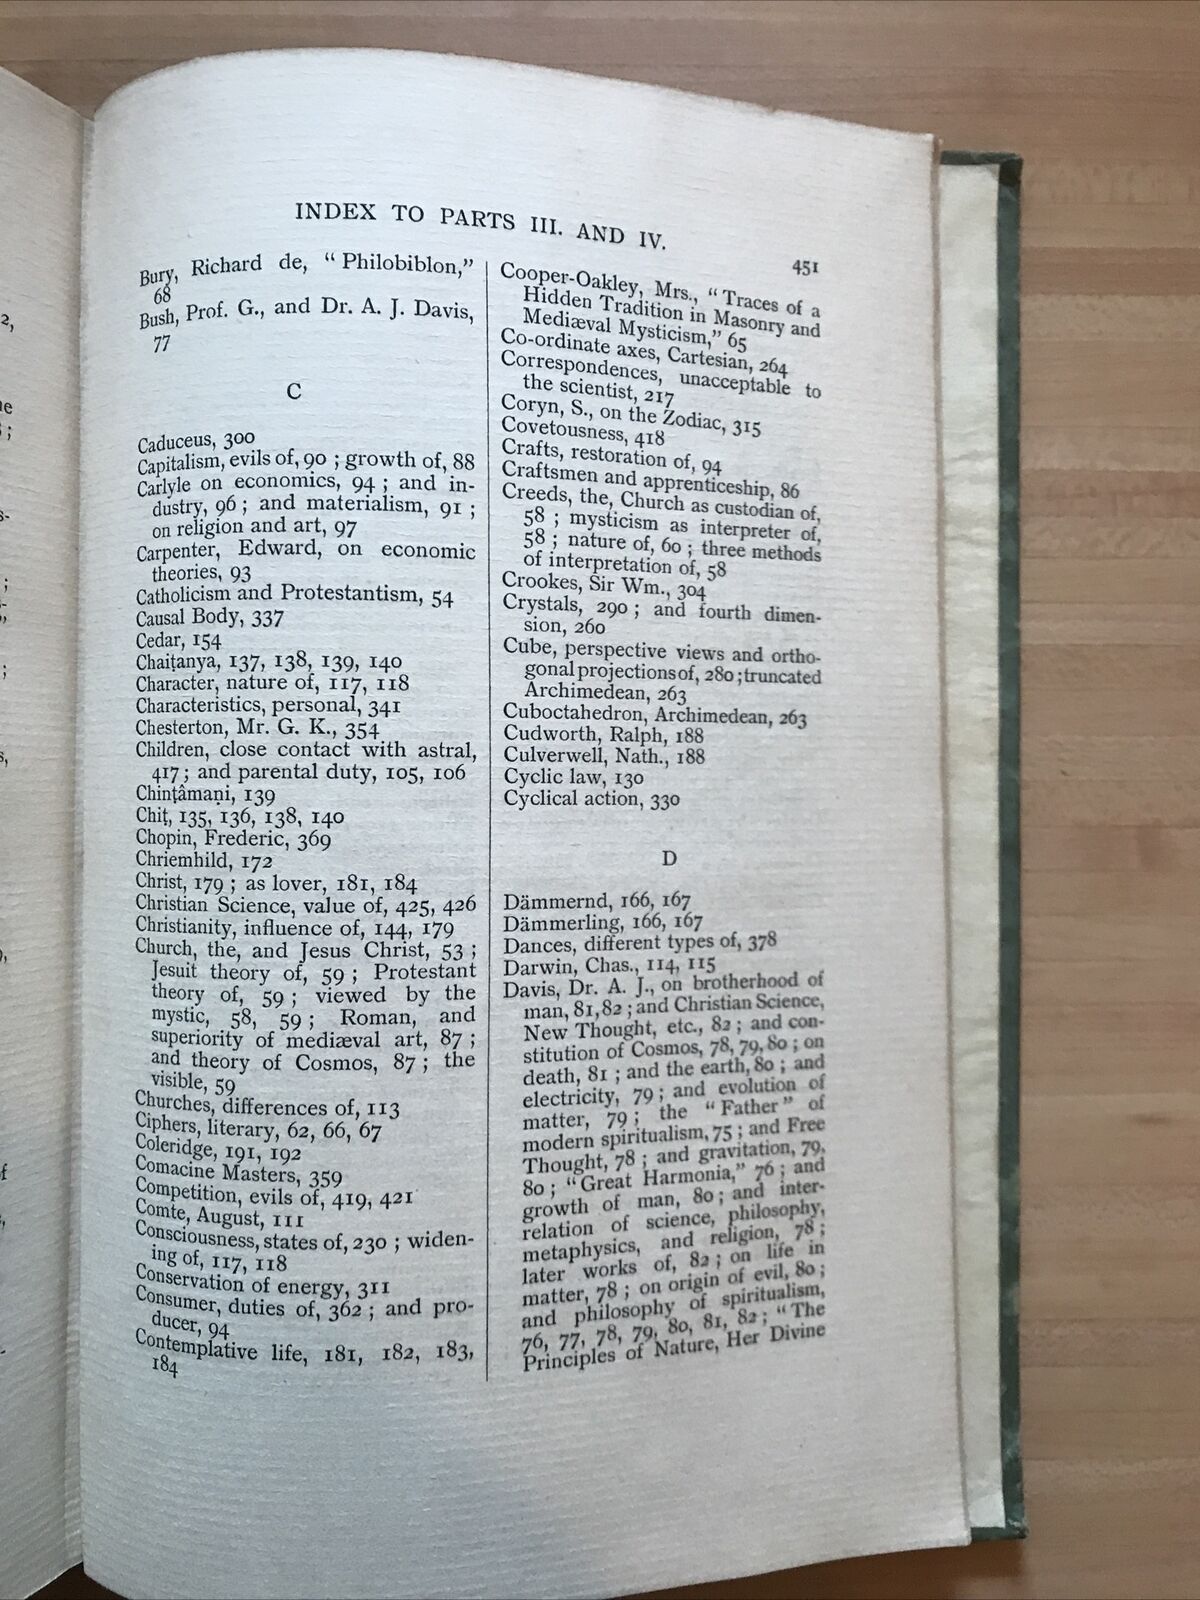 INDEX TO PARTS III. AND IV.
451
Bury, Richard de, “ Philobiblon,”
68
Bush, Prof. G., and Dr. A. J. Davis,
77
C
Caduceus, 300
Capitalism, evils of, 90 ; growth of, 88
Carlyle on economics, 94 ; and in-
dustry, 96 ; and materialism, 91 ;
on religion and art, 97
Carpenter, Edward, on economic
theories, 93
Catholicism and Protestantism, 54
Causal Body, 337
Cedar, 154
Chaiṭanya, 137, 138, 139, 140
Character, nature of, 117, 118
Characteristics, personal, 341
Chesterton, Mr. G. K., 354
Children, close contact with astral,
417 ; and parental duty, 105, 106
Chinṭâmaṇi, 139
Chiṭ, 135, 136, 138, 140
Chopin, Frederic, 369
Chriemhild, 172
Christ, 179 ; as lover, 181, 184
Christian Science, value of, 425, 426
Christianity, influence of, 144, 179
Church, the, and Jesus Christ, 53 ;
Jesuit theory of, 59 ; Protestant
theory of, 59 ; viewed by the
mystic, 58, 59 ; Roman, and
superiority of mediæval art, 87 ;
and theory of Cosmos, 87 ; the
visible, 59
Churches, differences of, 113
Ciphers, literary, 62, 66, 67
Coleridge, 191, 192
Comacine Masters, 359
Competition, evils of, 419, 421
Comte, August, 111
Consciousness, states of, 230 ; widen-
ing of, 117, 118
Conservation of energy, 311
Consumer, duties of, 362 ; and pro-
ducer, 94
Contemplative life, 181, 182, 183,
184
Cooper-Oakley, Mrs., “ Traces of a
Hidden Tradition in Masonry and
Mediæval Mysticism,” 65
Co-ordinate axes, Cartesian, 264
Correspondences, unacceptable to
the scientist, 217
Coryn, S., on the Zodiac, 315
Covetousness, 418
Crafts, restoration of, 94
Craftsmen and apprenticeship, 86
Creeds, the, Church as custodian of,
58 ; mysticism as interpreter of,
58 ; nature of, 60 ; three methods
of interpretation of, 58
Crookes, Sir Wm., 304
Crystals, 290 ; and fourth dimen-
sion, 260
Cube, perspective views and ortho-
gonal projections of, 280 ; truncated
Archimedean, 263
Cuboctahedron, Archimedean, 263
Cudworth, Ralph, 188
Culverwell, Nath., 188
Cyclic law, 130
Cyclical action, 330
D
Dämmernd, 166, 167
Dämmerling, 166, 167
Dances, different types of, 378
Darwin, Chas., 114, 115
Davis, Dr. A. J., on brotherhood of
man, 81, 82 ; and Christian Science,
New Thought, etc., 82 ; and con-
stitution of Cosmos, 78, 79, 80 ; on
death, 81 ; and the earth, 80 ; and
electricity, 79 ; and evolution of
matter, 79 ; the “ Father ” of
modern spiritualism, 75 ; and Free
Thought, 78 ; and gravitation, 79,
80 ; “ Great Harmonia,” 76 ; and
growth of man, 80 ; and inter-
relation of science, philosophy,
metaphysics, and religion, 78 ;
later works of, 82 ; on life in
matter, 78 ; on origin of evil, 80 ;
and philosophy of spiritualism,
76, 77, 78, 79, 80, 81, 82 ; “ The
Principles of Nature, Her Divine